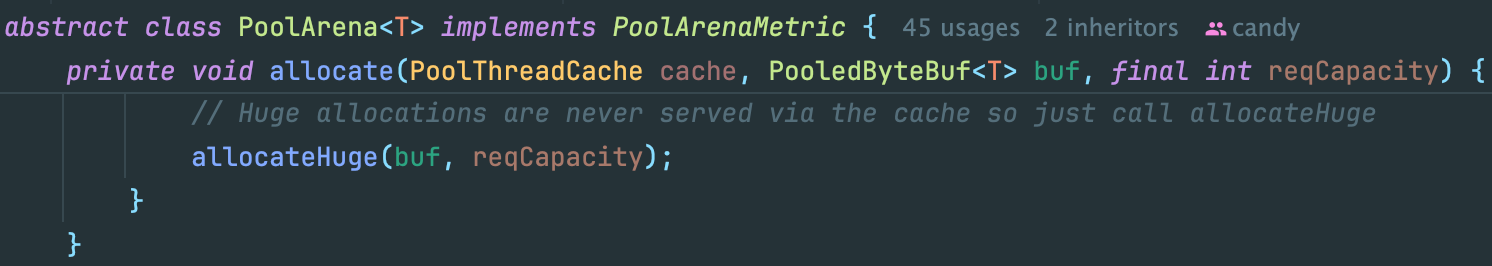 abstract class PoolArena<T> implements PoolArenaMetric { 45 usages 2 inheritors candy
private void allocate(PoolThreadCache cache, PooledByteBuf<T> buf, final int reqCapacity) {
// Huge allocations are never served via the cache so just call allocateHuge
allocateHuge(buf, reqCapacity);
}
}